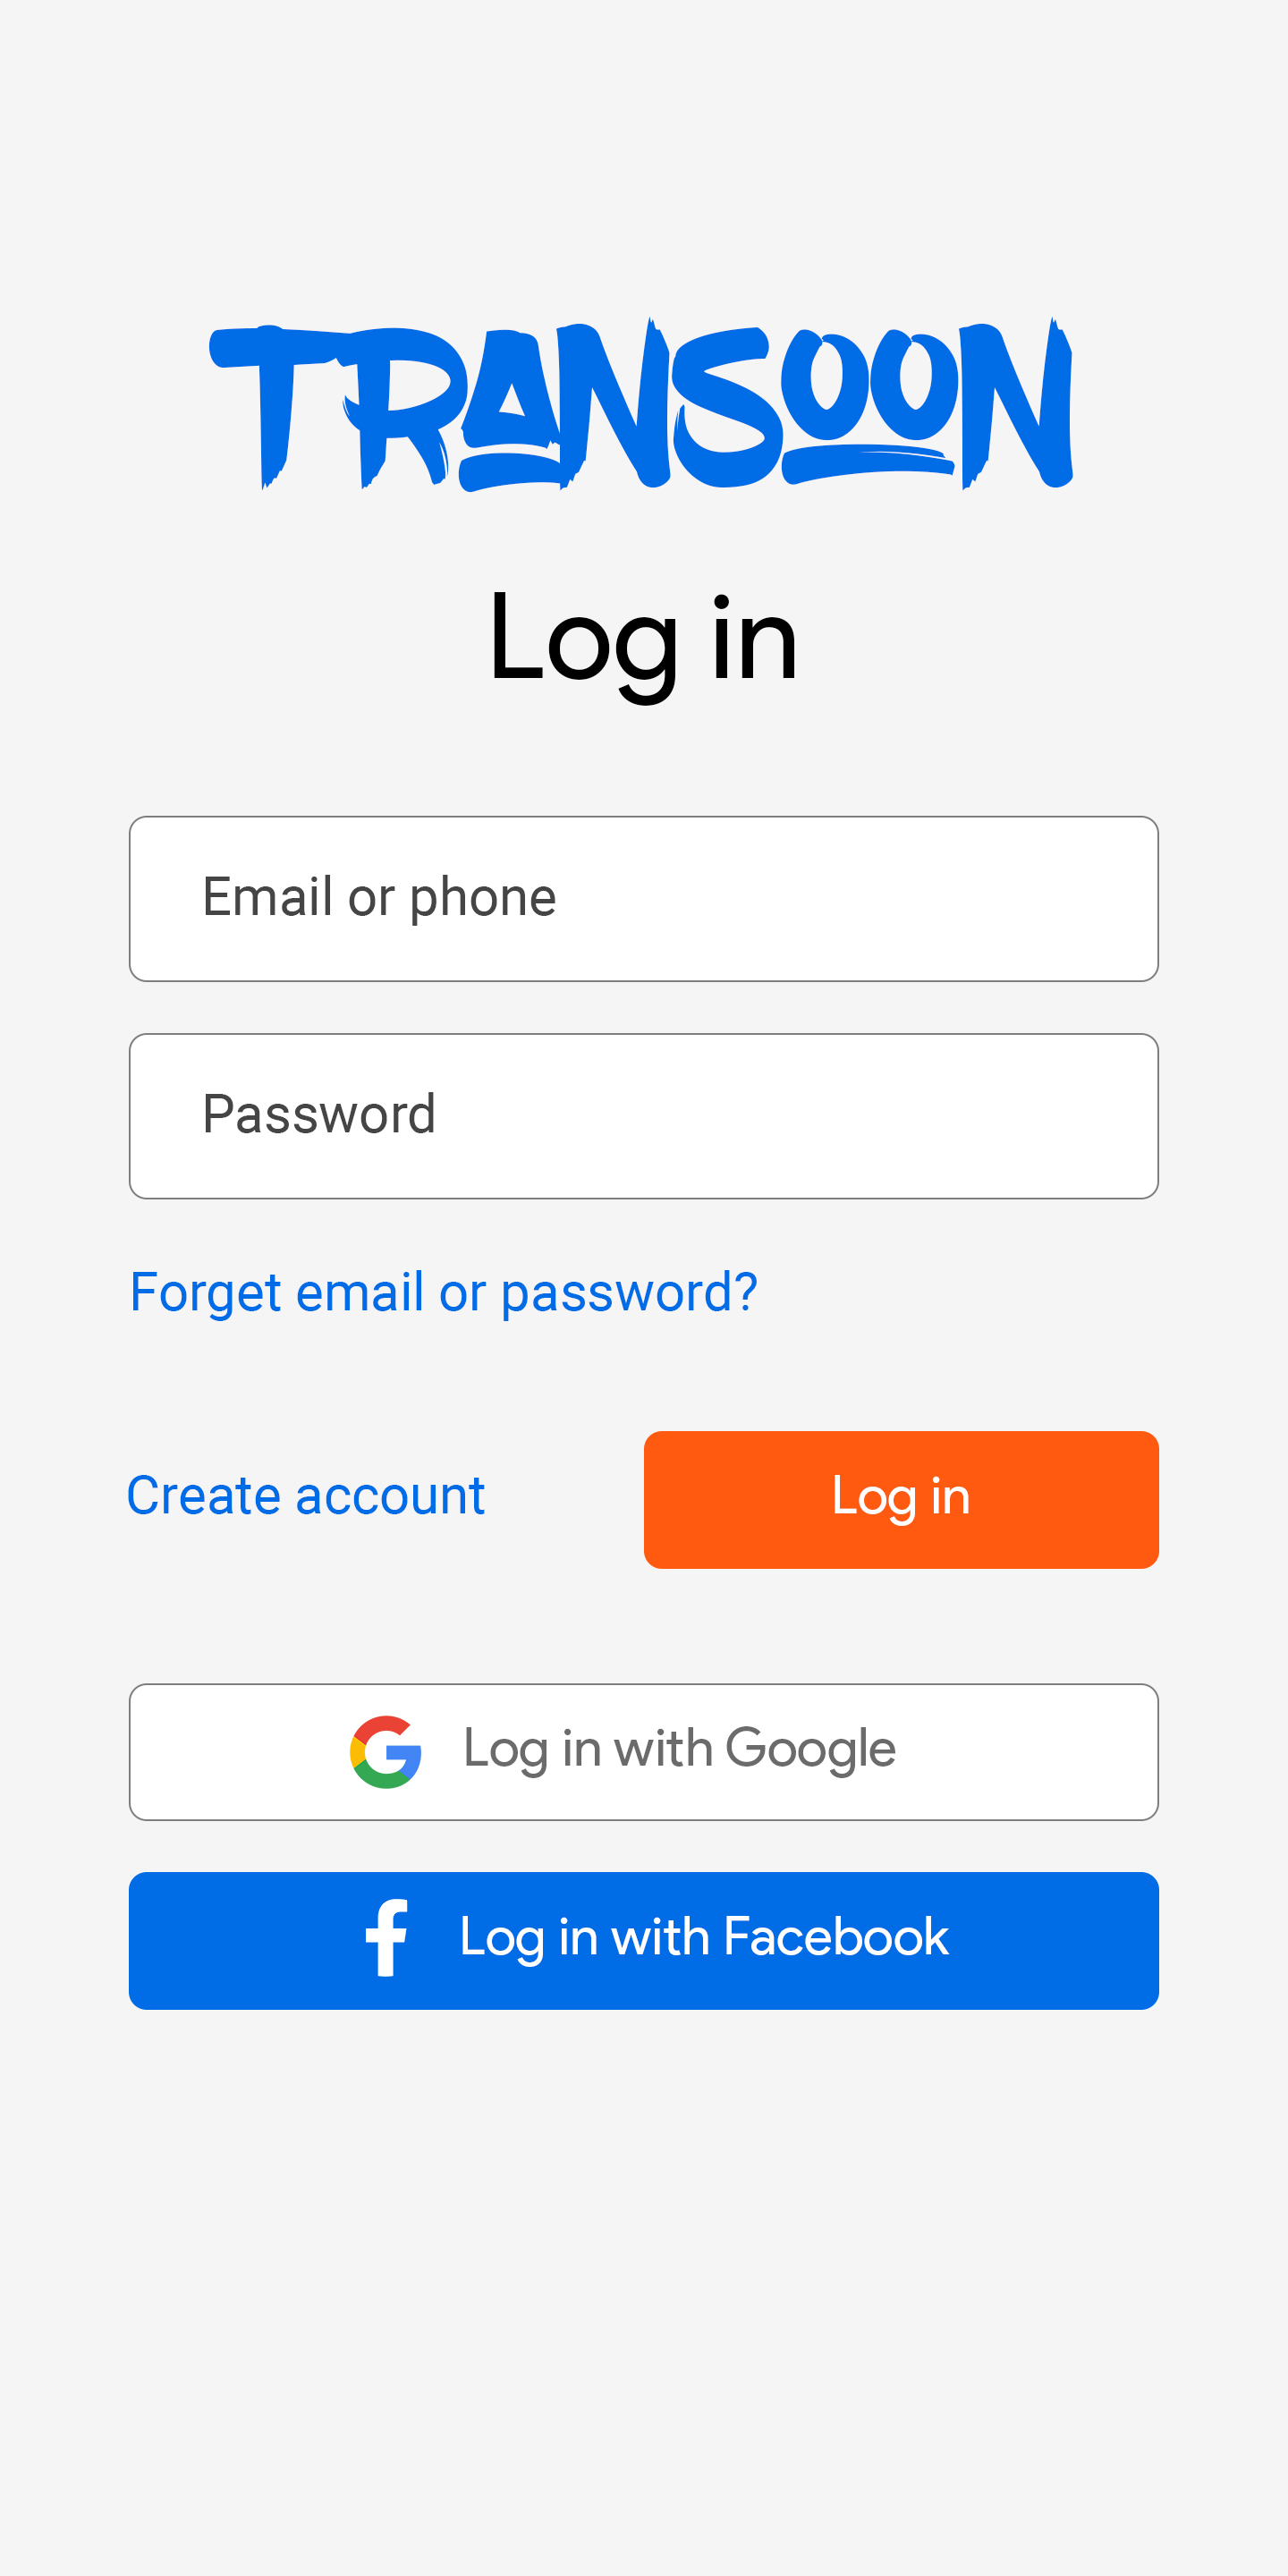 TRANSOON
Log in
Email or phone
Password
Forget email or password?
Create account
Log in
Log in with Google
Log in with Facebook